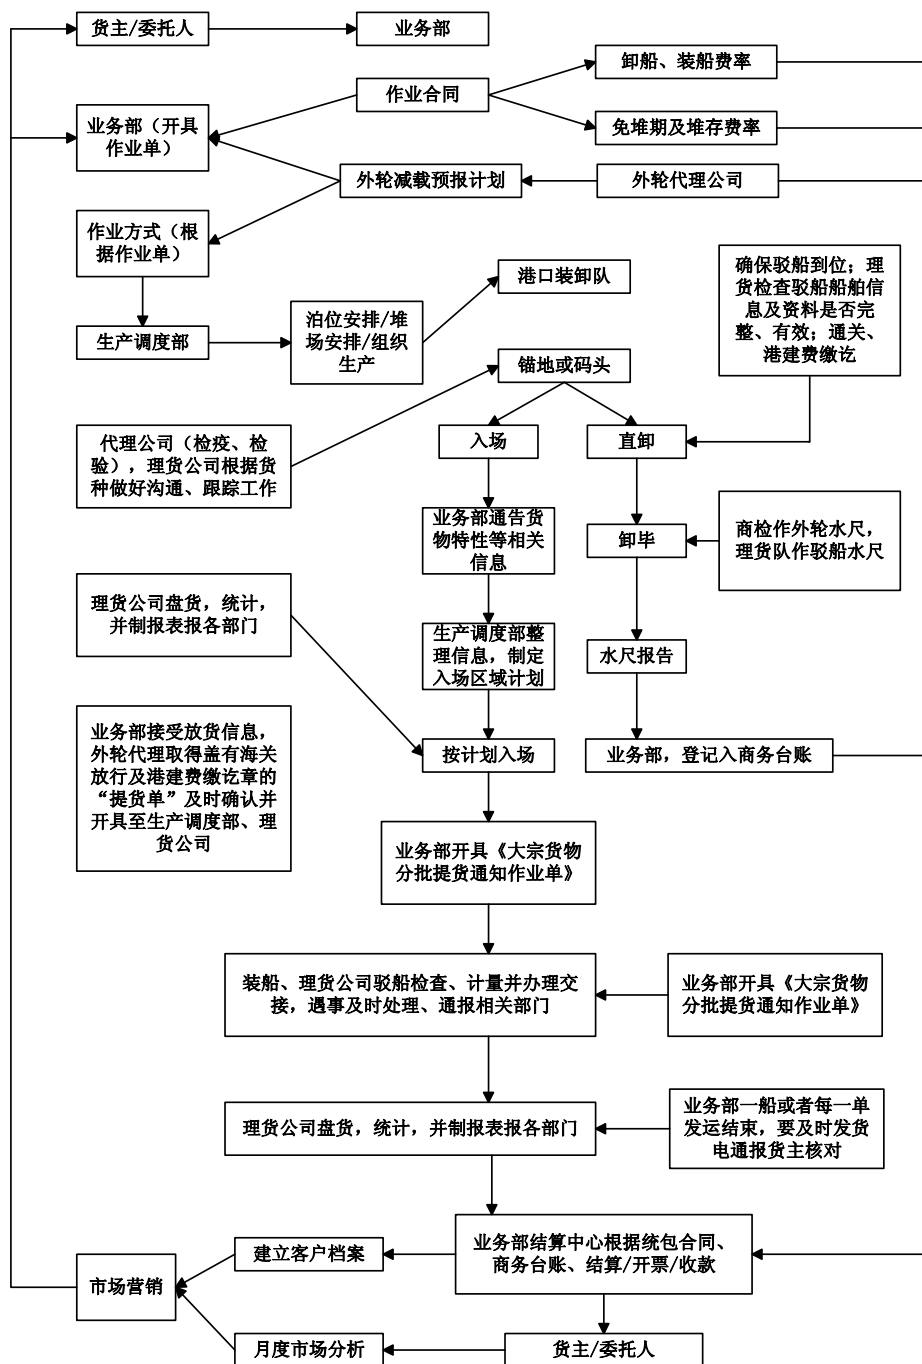 货主/委托人
业务部
作业合同
卸船、装船费率
免堆期及堆存费率
业务部（开具
作业单）
外轮减载预报计划
外轮代理公司
作业方式（根
据作业单）
生产调度部
泊位安排/堆
场安排/组织
生产
港口装卸队
确保驳船到位；理
货检查驳船船舶信
息及资料是否完
整、有效；通关、
港建费缴讫
锚地或码头
代理公司（检疫、检
验），理货公司根据货
种做好沟通、跟踪工作
入场
直卸
业务部通告货
物特性等相关
信息
卸毕
商检作外轮水尺，
理货队作驳船水尺
理货公司盘货，统计，
并制报表报各部门
生产调度部整
理信息，制定
入场区域计划
水尺报告
业务部接受放货信息，
外轮代理取得盖有海关
放行及港建费缴讫章的
“提货单”及时确认并
开具至生产调度部、理
货公司
按计划入场
业务部，登记入商务台账
业务部开具《大宗货物
分批提货通知作业单》
装船、理货公司驳船检查、计量并办理交
接，遇事及时处理、通报相关部门
业务部开具《大宗货物
分批提货通知作业单》
理货公司盘货，统计，并制报表报各部门
业务部一船或者每一单
发运结束，要及时发货
电通报货主核对
业务部结算中心根据统包合同、
商务台账、结算/开票/收款
建立客户档案
市场营销
月度市场分析
货主/委托人